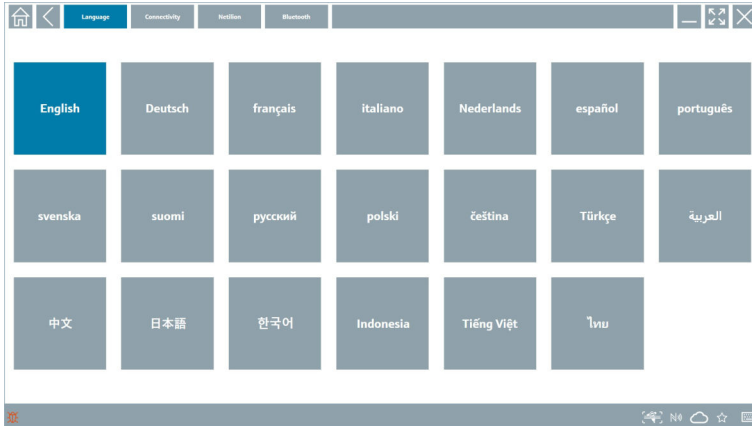 Language Connectivity Netilion Bluetooth
English Deutsch français italiano Nederlands español português
svenska suomi русский polski čeština Türkçe العربية
中文 日本語 한국어 Indonesia Tiếng Việt ไทย